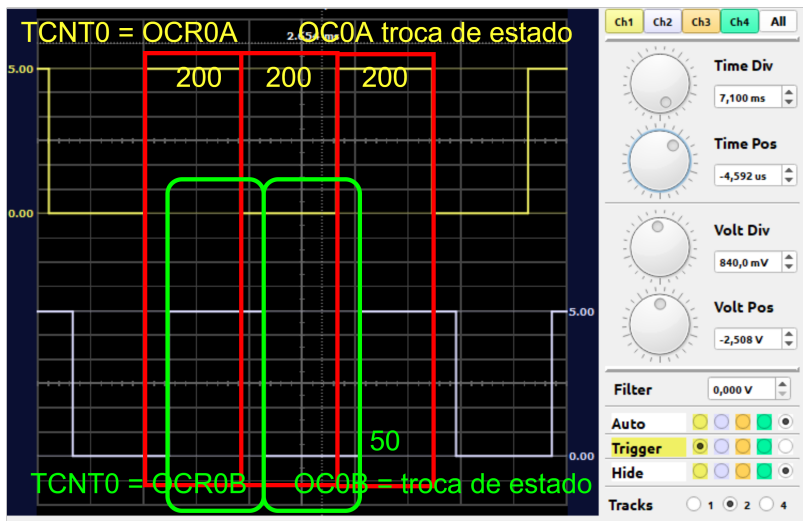 TCNT0 = OCR0A OC0A troca de estado
5.00
200 200 200
0.00
5.00
50
0.00
TCNT0 = OCR0B OC0B = troca de estado
Ch1 Ch2 Ch3 Ch4 All
Time Div
7,100 ms
Time Pos
-4,592 us
Volt Div
840,0 mV
Volt Pos
-2,508 V
Filter 0,000 V
Auto
Trigger
Hide
Tracks 1 2 4